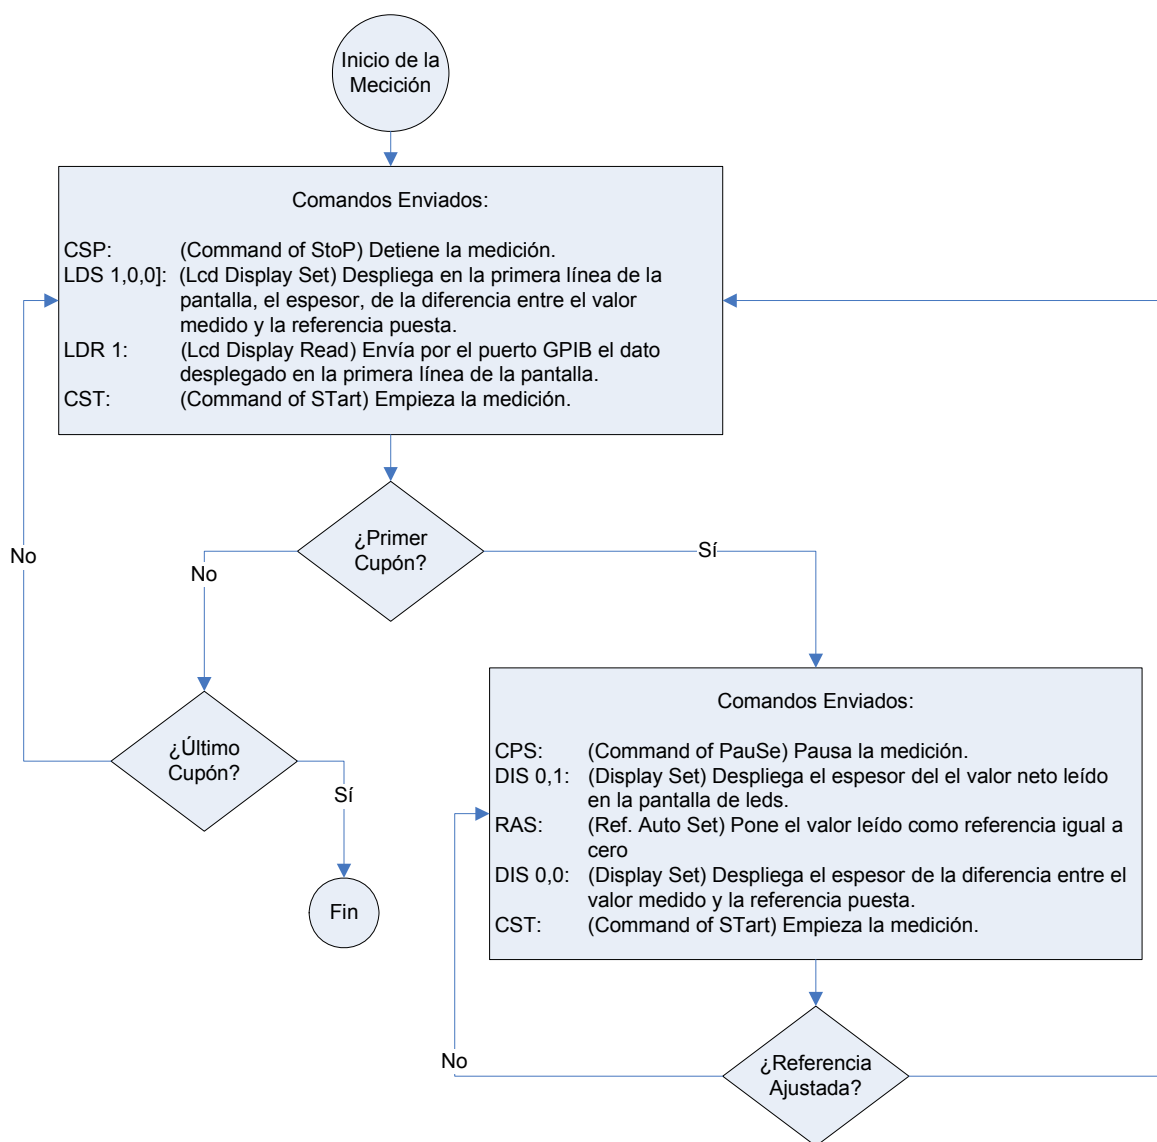 Inicio de la
Mecición
Comandos Enviados:
CSP: (Command of StoP) Detiene la medición.
LDS 1,0,0]: (Lcd Display Set) Despliega en la primera línea de la
pantalla, el espesor, de la diferencia entre el valor
medido y la referencia puesta.
LDR 1: (Lcd Display Read) Envía por el puerto GPIB el dato
desplegado en la primera línea de la pantalla.
CST: (Command of STart) Empieza la medición.
¿Primer
Cupón?
No
No
Sí
¿Último
Cupón?
Sí
Fin
Comandos Enviados:
CPS: (Command of PauSe) Pausa la medición.
DIS 0,1: (Display Set) Despliega el espesor del el valor neto leído
en la pantalla de leds.
RAS: (Ref. Auto Set) Pone el valor leído como referencia igual a
cero
DIS 0,0: (Display Set) Despliega el espesor de la diferencia entre el
valor medido y la referencia puesta.
CST: (Command of STart) Empieza la medición.
No
¿Referencia
Ajustada?